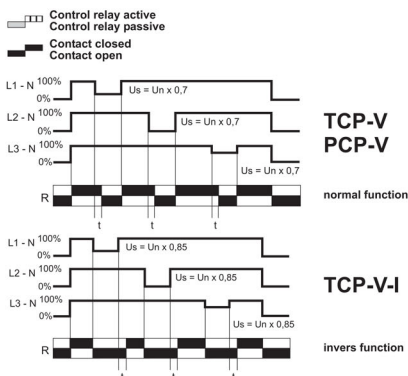 Control relay active
Control relay passive
Contact closed
Contact open
L1 - N 100%
0%
Us = Un x 0,7
L2 - N 100%
0%
Us = Un x 0,7
TCP-V
PCP-V
L3 - N 100%
0%
Us = Un x 0,7
R
normal function
t t t
L1 - N 100%
0%
Us = Un x 0,85
L2 - N 100%
0%
Us = Un x 0,85
TCP-V-I
L3 - N 100%
0%
Us = Un x 0,85
R
invers function
t t t